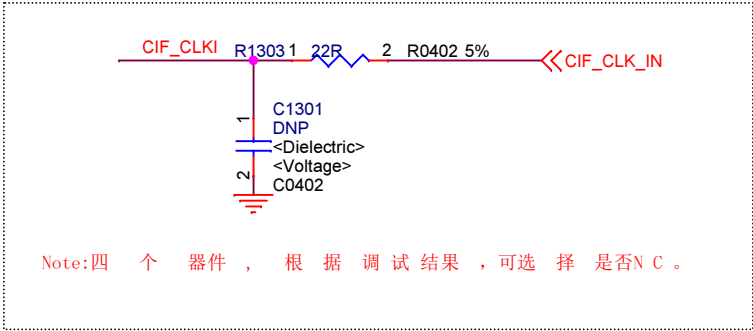 CIF_CLKI
R1303 1 22R 2 R0402 5%
CIF_CLK_IN
C1301
1
DNP
<Dielectric>
<Voltage>
2
C0402
Note:四 个 器件 , 根 据 调 试 结果 ,可选 择 是否N C 。